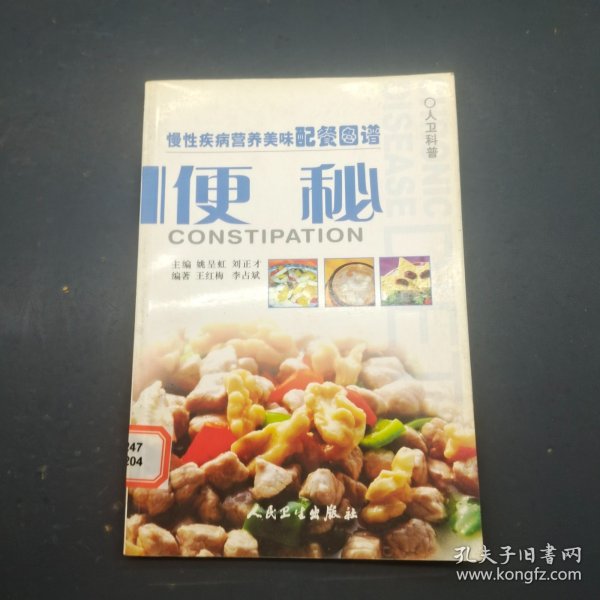 人卫科普
慢性疾病营养美味配餐图谱
便秘
CONSTIPATION
主编 姚呈虹 刘正才
编著 王红梅 李占斌
247
204
人民卫生出版社
孔夫子旧书网
www.kongfz.com